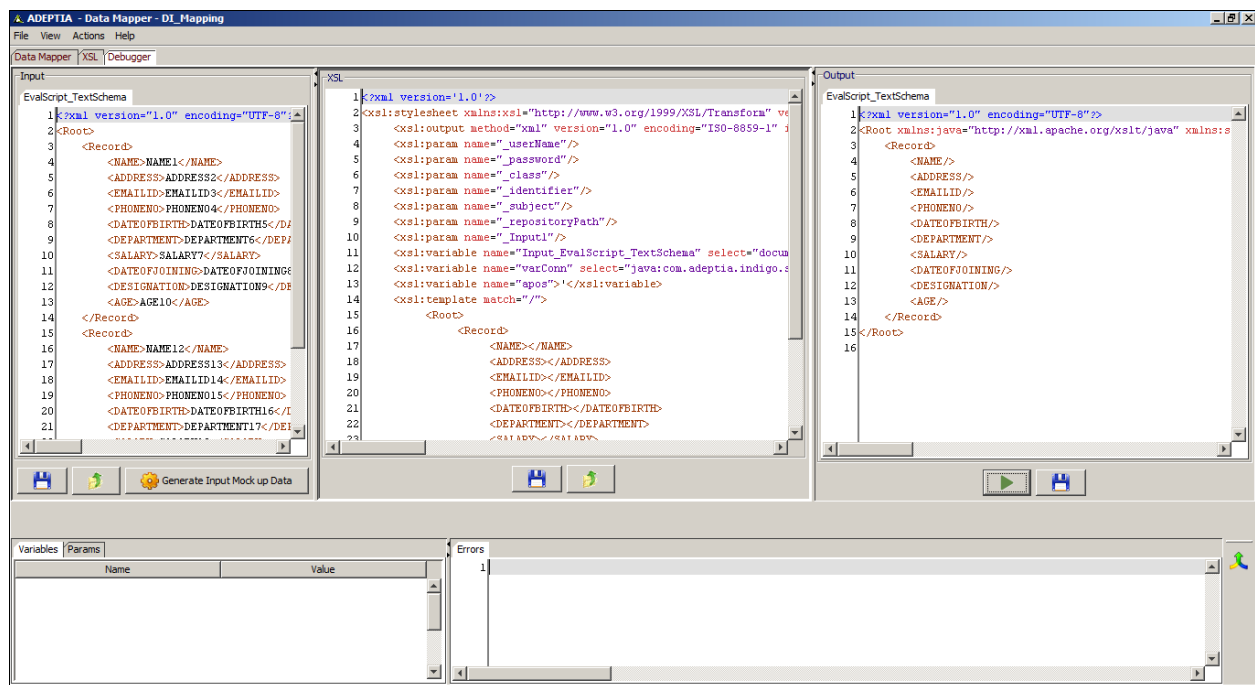 ADEPTIA - Data Mapper - DI_Mapping
File View Actions Help
Data Mapper XSL Debugger
Input
EvalScript_TextSchema
1 <?xml version="1.0" encoding="UTF-8"?
2 <Root>
3 <Record>
4 <NAME>NAME1</NAME>
5 <ADDRESS>ADDRESS2</ADDRESS>
6 <EMAILID>EMAILID3</EMAILID>
7 <PHONENO>PHONENO4</PHONENO>
8 <DATEOFBIRTH>DATEOFBIRTH5</DA
9 <DEPARTMENT>DEPARTMENT6</DEPA
10 <SALARY>SALARY7</SALARY>
11 <DATEOFJOINING>DATEOFJOINING8
12 <DESIGNATION>DESIGNATION9</DE
13 <AGE>AGE10</AGE>
14 </Record>
15 <Record>
16 <NAME>NAME12</NAME>
17 <ADDRESS>ADDRESS13</ADDRESS>
18 <EMAILID>EMAILID14</EMAILID>
19 <PHONENO>PHONENO15</PHONENO>
20 <DATEOFBIRTH>DATEOFBIRTH16</D
21 <DEPARTMENT>DEPARTMENT17</DEP
Generate Input Mock up Data
XSL
1 <?xml version='1.0'?>
2 <xsl:stylesheet xmlns:xsl="http://www.w3.org/1999/XSL/Transform" ve
3 <xsl:output method="xml" version="1.0" encoding="ISO-8859-1" i
4 <xsl:param name="_userName"/>
5 <xsl:param name="_password"/>
6 <xsl:param name="_class"/>
7 <xsl:param name="_identifier"/>
8 <xsl:param name="_subject"/>
9 <xsl:param name="_repositoryPath"/>
10 <xsl:param name="_Input1"/>
11 <xsl:variable name="Input_EvalScript_TextSchema" select="docum
12 <xsl:variable name="varConn" select="java:com.adeptia.indigo.s
13 <xsl:variable name="apos">'</xsl:variable>
14 <xsl:template match="/">
15 <Root>
16 <Record>
17 <NAME></NAME>
18 <ADDRESS></ADDRESS>
19 <EMAILID></EMAILID>
20 <PHONENO></PHONENO>
21 <DATEOFBIRTH></DATEOFBIRTH>
22 <DEPARTMENT></DEPARTMENT>
23 <SALARY></SALARY>
Output
EvalScript_TextSchema
1 <?xml version="1.0" encoding="UTF-8"?>
2 <Root xmlns:java="http://xml.apache.org/xslt/java" xmlns:s
3 <Record>
4 <NAME/>
5 <ADDRESS/>
6 <EMAILID/>
7 <PHONENO/>
8 <DATEOFBIRTH/>
9 <DEPARTMENT/>
10 <SALARY/>
11 <DATEOFJOINING/>
12 <DESIGNATION/>
13 <AGE/>
14 </Record>
15 </Root>
16
Variables Params
Name Value
Errors
1